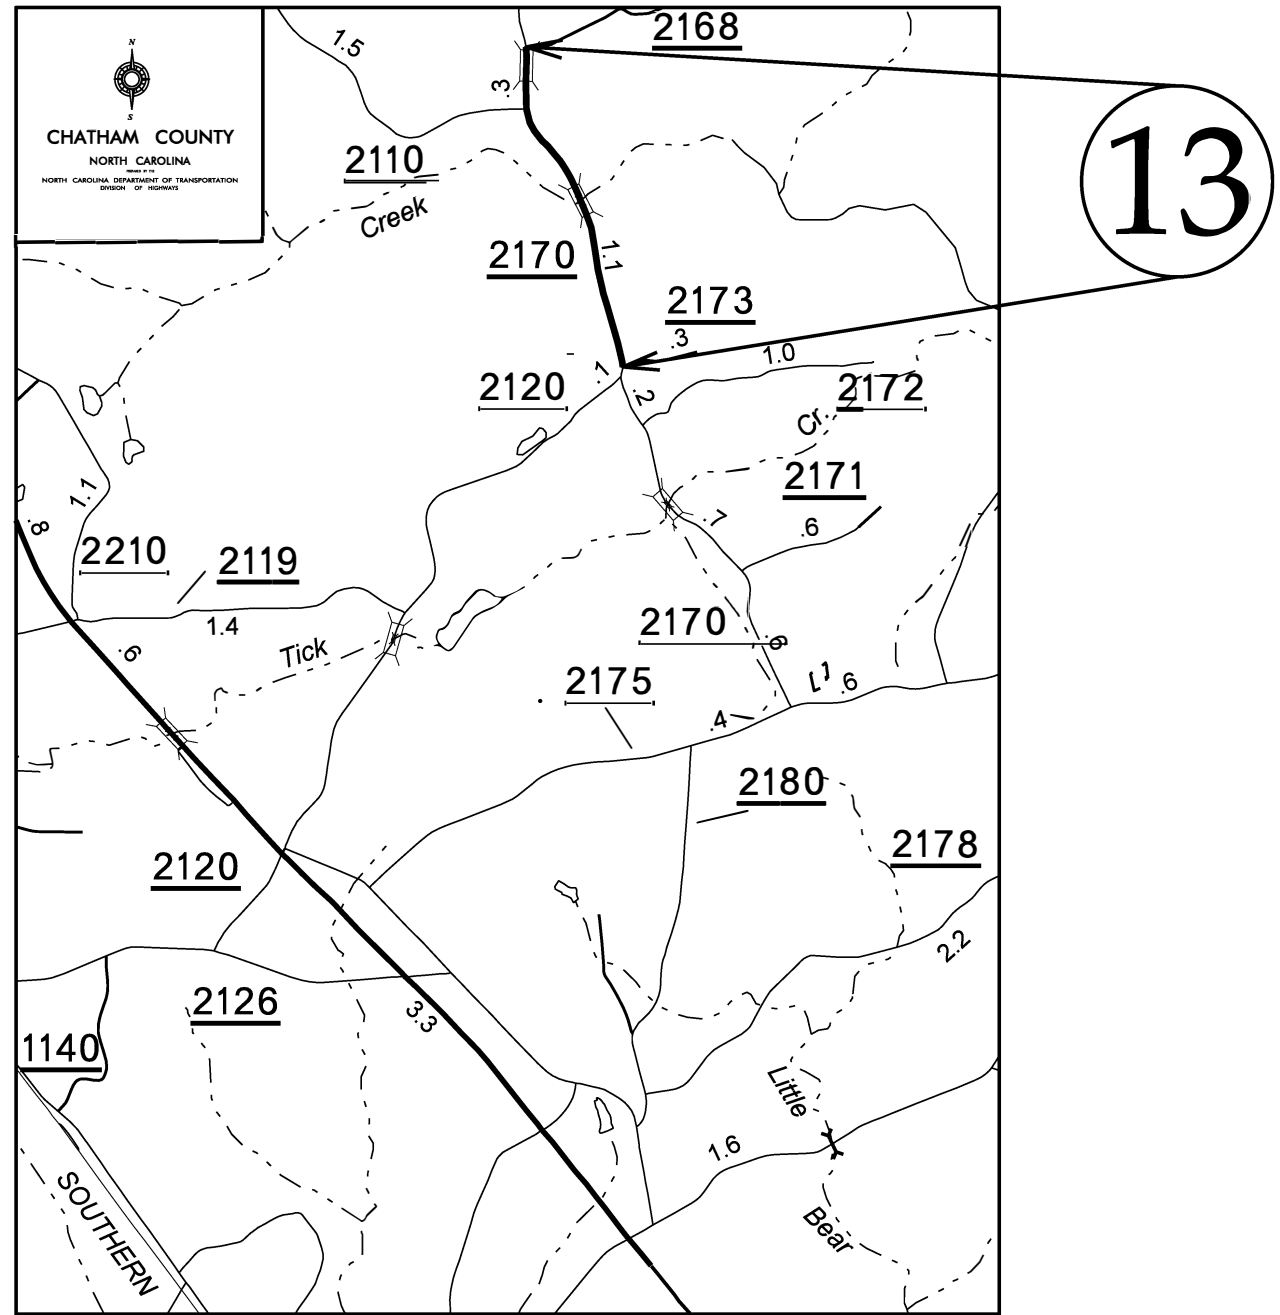 N
S
CHATHAM COUNTY
NORTH CAROLINA
PREPARED BY THE
NORTH CAROLINA DEPARTMENT OF TRANSPORTATION
DIVISION OF HIGHWAYS
1.5
2168
.3
13
2110
Creek
2170
1.1
2173
.3
1.0
.1
.2
2120
2172
Cr.
2171
1.1
.8
.7
.6
2210
2119
1.4
2170
.6
.6
Tick
2175
.6
.4
2180
2120
2178
2.2
2126
3.3
1140
Little
1.6
SOUTHERN
Bear